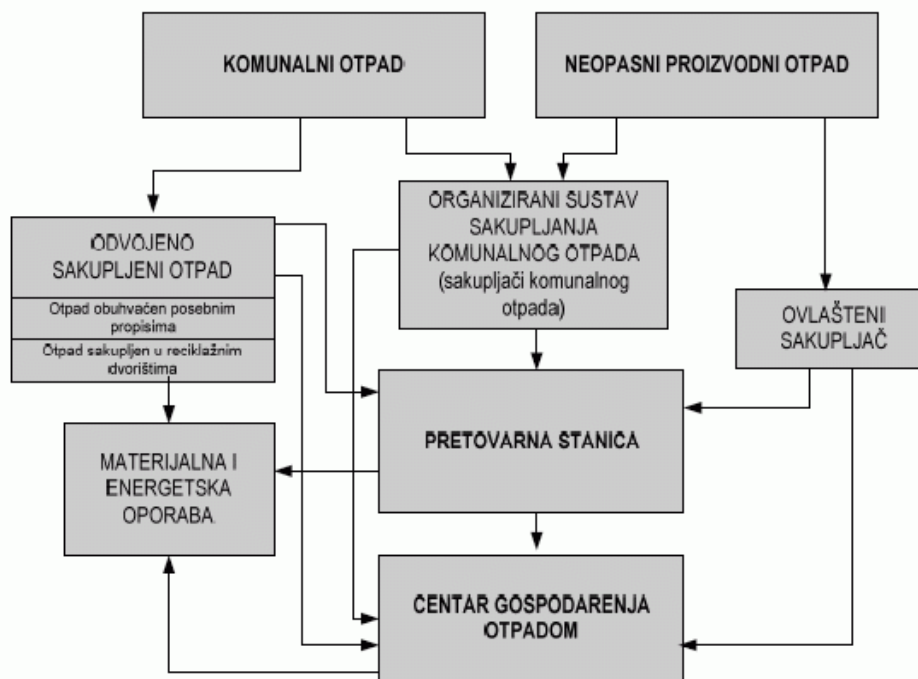 KOMUNALNI OTPAD
NEOPASNI PROIZVODNI OTPAD
ORGANIZIRANI SUSTAV
SAKUPLJANJA
KOMUNALNOG OTPADA
(sakupljači komunalnog
otpada)
ODVOJENO
SAKUPLJENI OTPAD
Otpad obuhvaćen posebnim
propisima
Otpad sakupljen u reciklažnim
dvorištima
OVLAŠTENI
SAKUPLJAČ
PRETOVARNA STANICA
MATERIJALNA I
ENERGETSKA
OPORABA
CENTAR GOSPODARENJA
OTPADOM